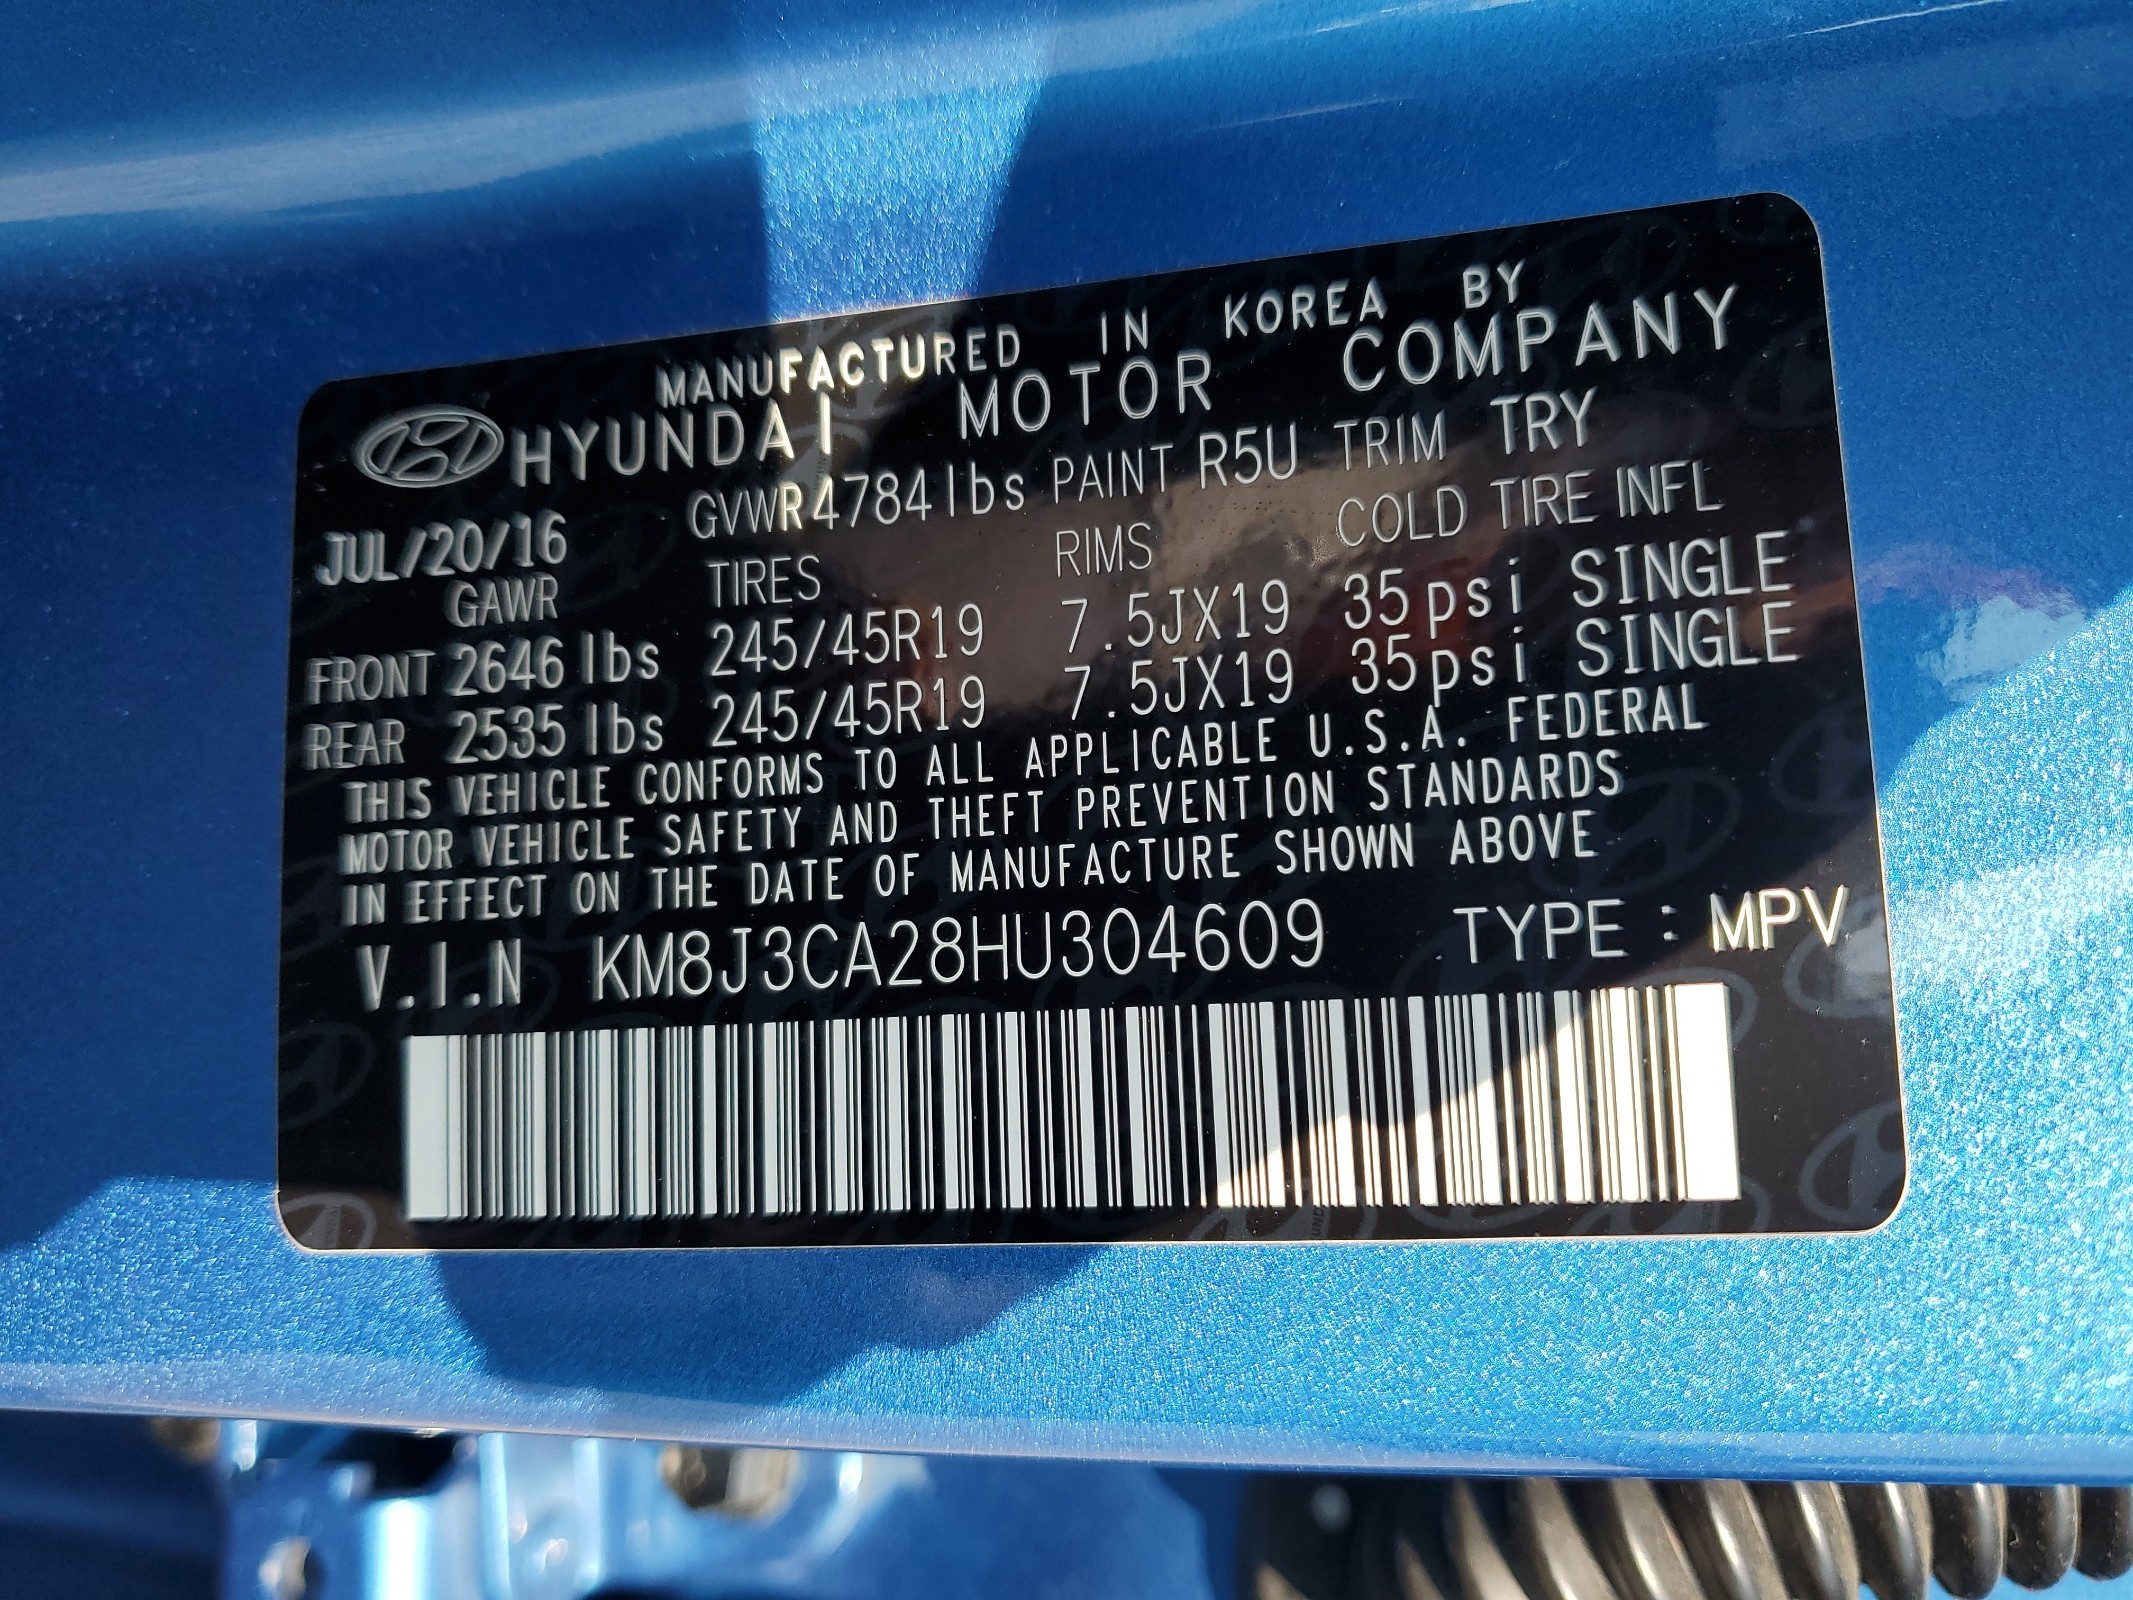 MANUFACTURED IN KOREA BY
HYUNDAI MOTOR COMPANY
JUL/20/16 GVWR 4784 lbs PAINT R5U TRIM TRY
GAWR TIRES RIMS COLD TIRE INFL
FRONT 2646 lbs 245/45R19 7.5JX19 35psi SINGLE
REAR 2535 lbs 245/45R19 7.5JX19 35psi SINGLE
THIS VEHICLE CONFORMS TO ALL APPLICABLE U.S.A. FEDERAL
MOTOR VEHICLE SAFETY AND THEFT PREVENTION STANDARDS
IN EFFECT ON THE DATE OF MANUFACTURE SHOWN ABOVE
V.I.N KM8J3CA28HU304609 TYPE : MPV